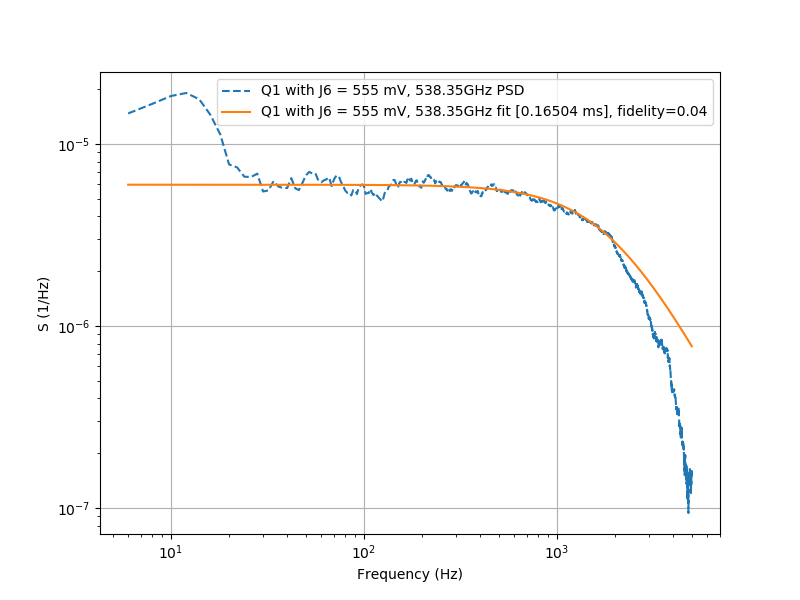 Q1 with J6 = 555 mV, 538.35GHz PSD
Q1 with J6 = 555 mV, 538.35GHz fit [0.16504 ms], fidelity=0.04
10⁻⁵
10⁻⁶
10⁻⁷
S (1/Hz)
10¹ 10² 10³
Frequency (Hz)